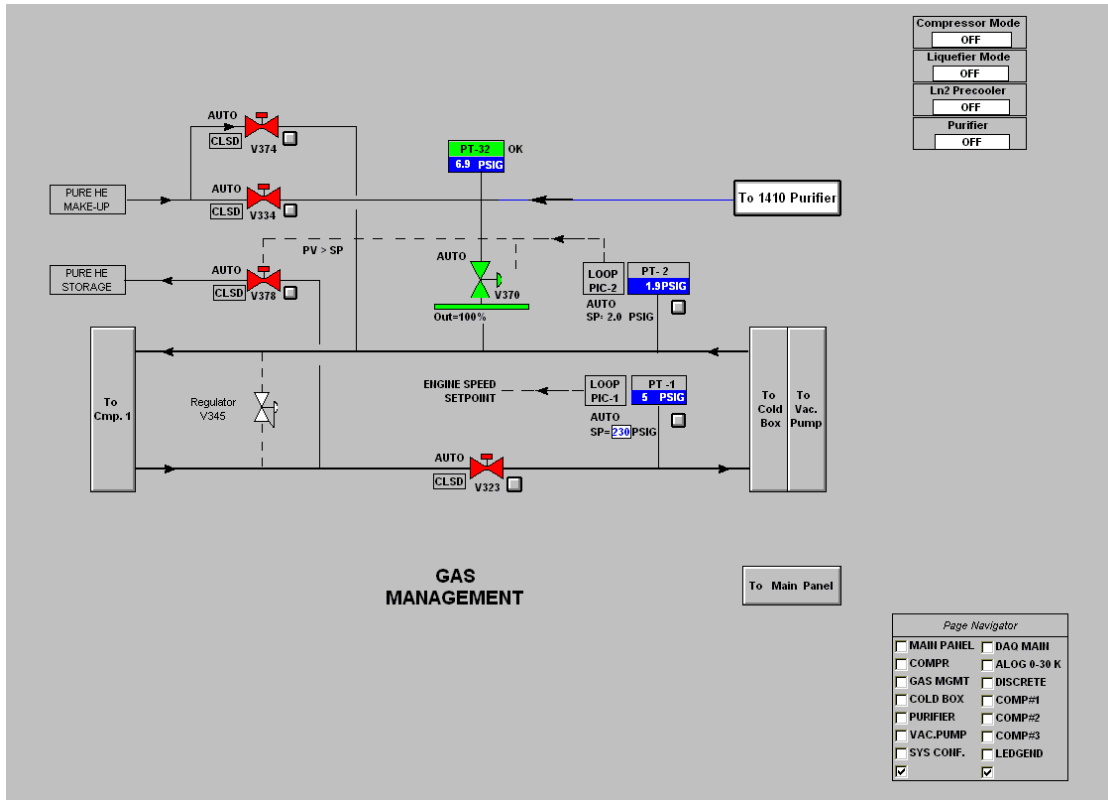 Compressor Mode
OFF
Liquefier Mode
OFF
Ln2 Precooler
OFF
Purifier
OFF
AUTO
CLSD
V374
PT-32
OK
6.9 PSIG
PURE HE
MAKE-UP
AUTO
CLSD
V334
To 1410 Purifier
PV > SP
PURE HE
STORAGE
AUTO
CLSD
V378
AUTO
V370
Out=100%
LOOP
PIC-2
PT- 2
1.9PSIG
AUTO
SP= 2.0 PSIG
To
Cmp. 1
Regulator
V345
ENGINE SPEED
SETPOINT
LOOP
PIC-1
PT -1
5 PSIG
AUTO
SP=230PSIG
To
Cold
Box
To
Vac.
Pump
AUTO
CLSD
V323
GAS
MANAGEMENT
To Main Panel
Page Navigator
MAIN PANEL
DAQ MAIN
COMPR
ALOG 0-30 K
GAS MGMT
DISCRETE
COLD BOX
COMP#1
PURIFIER
COMP#2
VAC.PUMP
COMP#3
SYS CONF.
LEDGEND